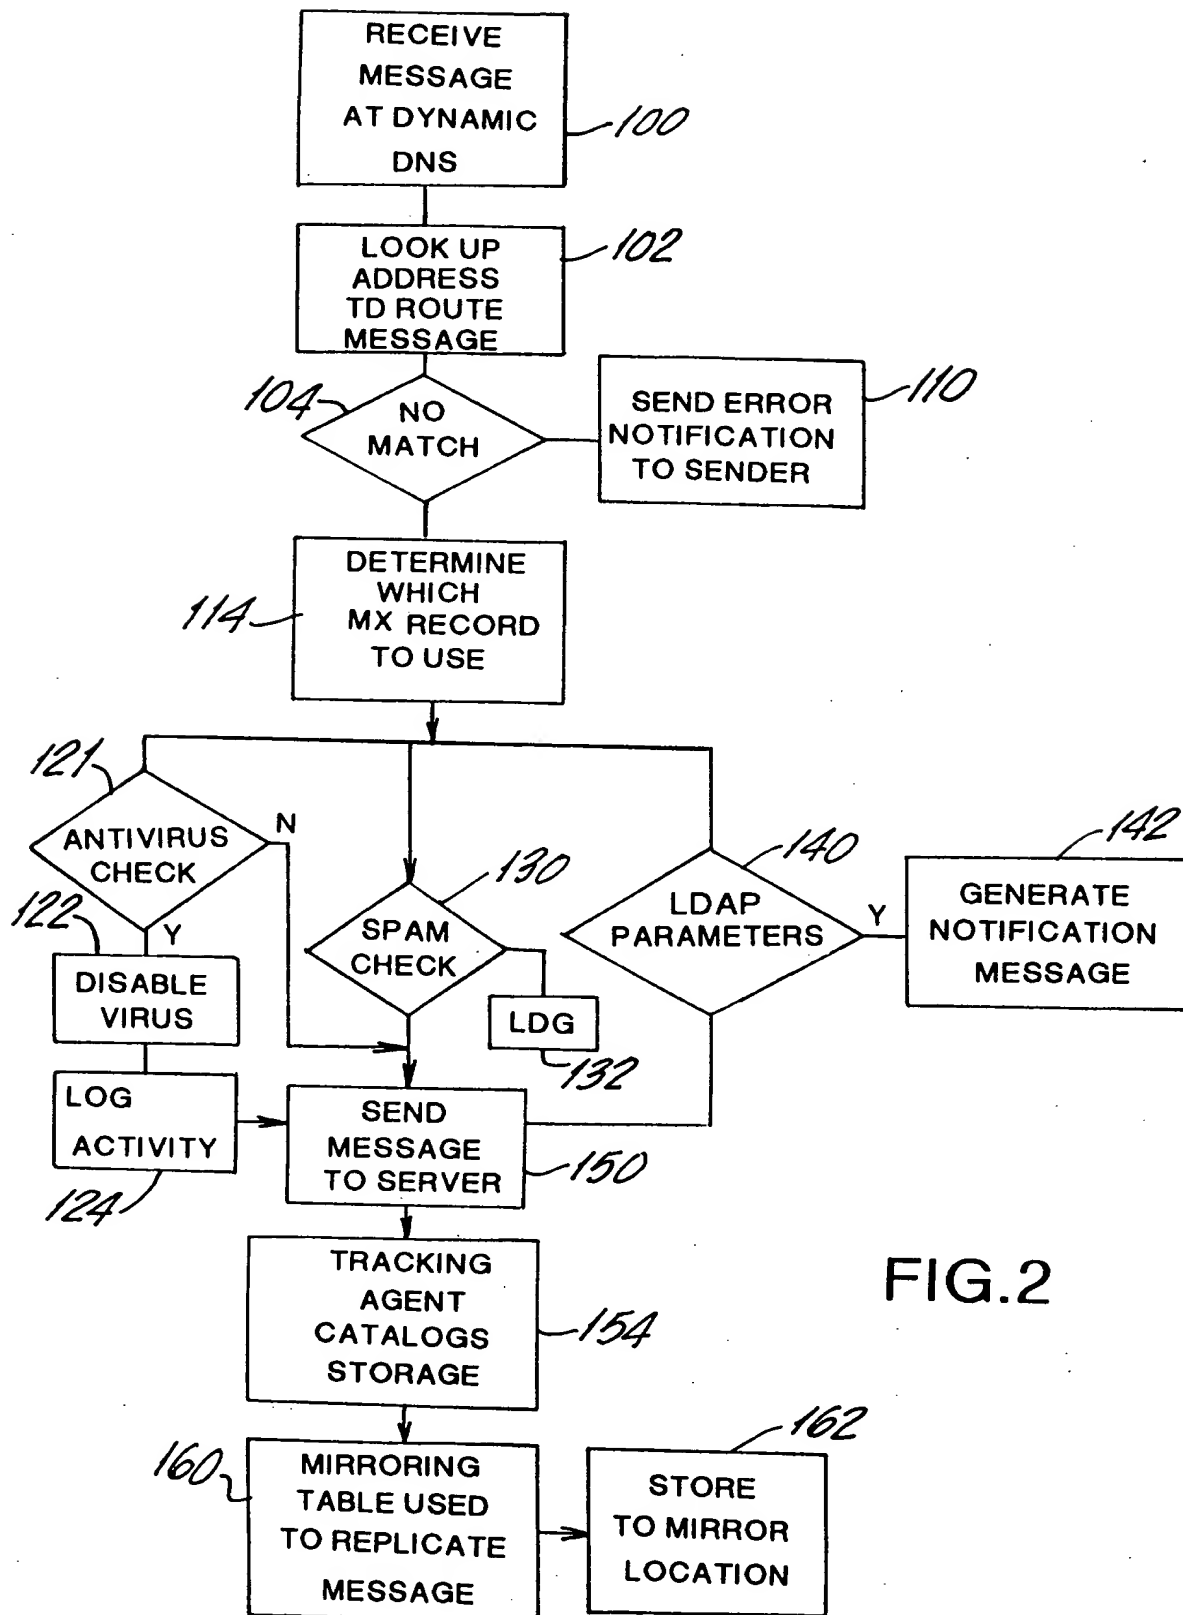 RECEIVE
MESSAGE
AT DYNAMIC
DNS
100
LOOK UP
ADDRESS
TD ROUTE
MESSAGE
102
104
NO
MATCH
SEND ERROR
NOTIFICATION
TO SENDER
110
DETERMINE
WHICH
MX RECORD
TO USE
114
121
ANTIVIRUS
CHECK
N
Y
122
DISABLE
VIRUS
LOG
ACTIVITY
124
130
SPAM
CHECK
LDG
132
140
LDAP
PARAMETERS
Y
142
GENERATE
NOTIFICATION
MESSAGE
SEND
MESSAGE
TO SERVER
150
TRACKING
AGENT
CATALOGS
STORAGE
154
FIG.2
160
MIRRORING
TABLE USED
TO REPLICATE
MESSAGE
162
STORE
TO MIRROR
LOCATION